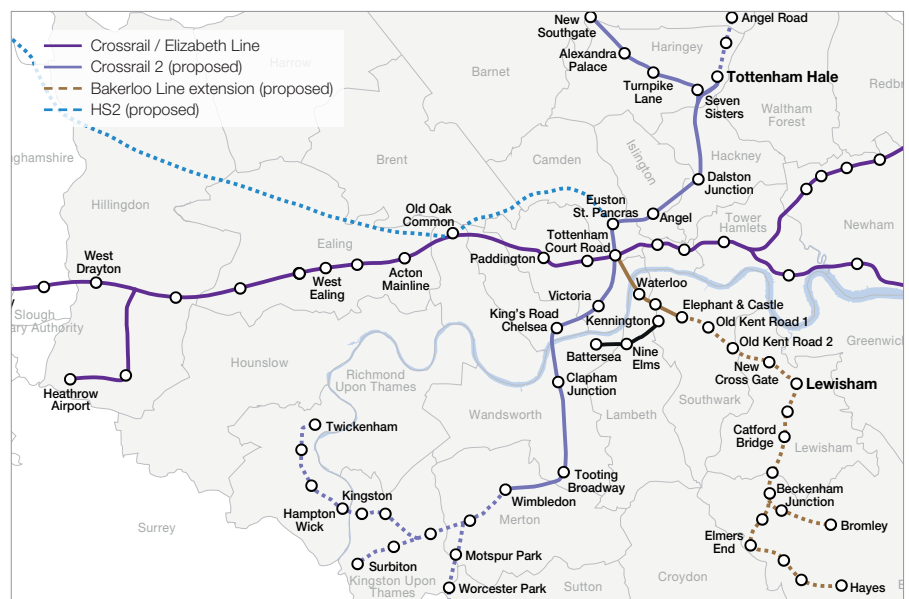 Crossrail / Elizabeth Line
Crossrail 2 (proposed)
Bakerloo Line extension (proposed)
HS2 (proposed)
New
Southgate
Angel Road
Haringey
Alexandra
Palace
Harrow
Barnet
Tottenham Hale
Turnpike
Lane
Redbr
Seven
Sisters
Waltham
Forest
ghamshire
Brent
Camden
Islington
Hackney
Dalston
Junction
Hillingdon
Old Oak
Common
Euston
St. Pancras
Angel
Tower
Hamlets
Newham
Ealing
Tottenham
Court Road
West
Drayton
Paddington
West
Ealing
Acton
Mainline
Waterloo
y
Slough
ary Authority
Victoria
Elephant & Castle
King's Road
Chelsea
Kennington
Old Kent Road 1
Greenwic
Old Kent Road 2
Battersea
Nine
Elms
Hounslow
New
Cross Gate
Richmond
Upon Thames
Clapham
Junction
Lewisham
Heathrow
Airport
Southwark
Wandsworth
Lambeth
Twickenham
Catford
Bridge
Lewisham
Tooting
Broadway
Kingston
Wimbledon
Beckenham
Junction
Hampton
Wick
Merton
Surrey
Bromley
Elmers
End
Motspur Park
Surbiton
Kingston Upon
Thames
Croydon
Worcester Park
Sutton
Hayes